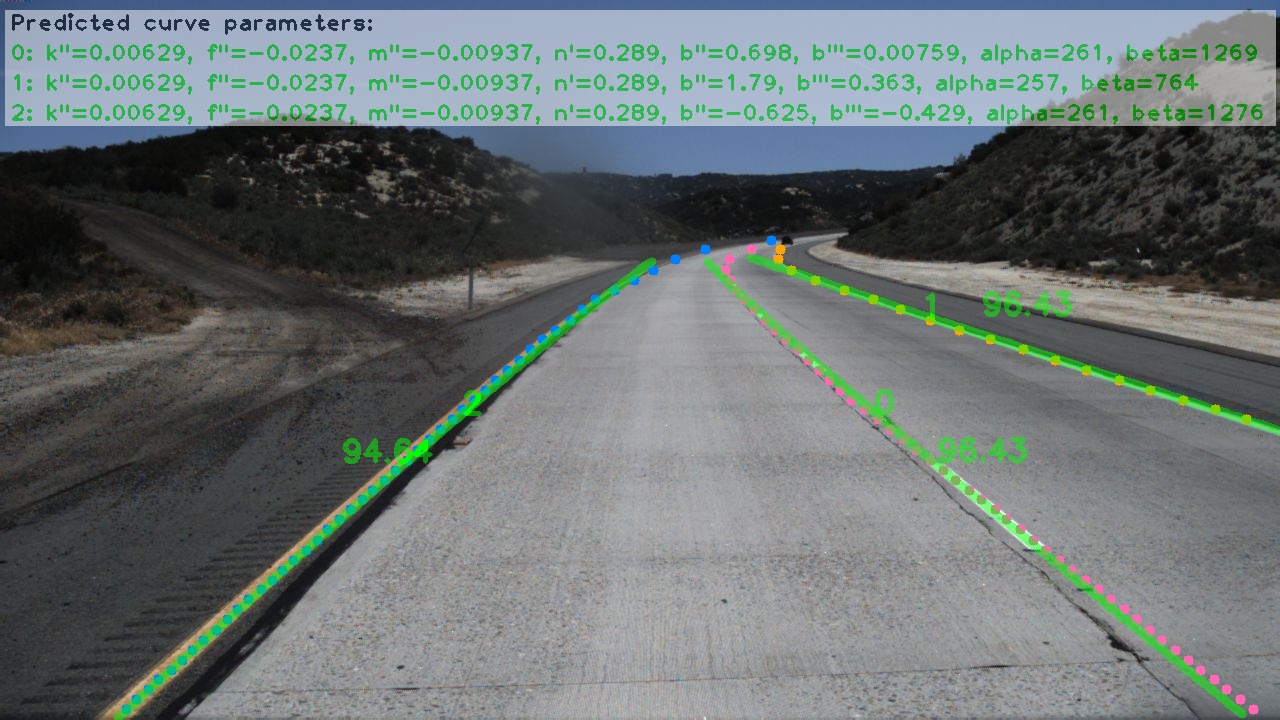 Predicted curve parameters:
0: k"=0.00629, f"=-0.0237, m"=-0.00937, n'=0.289, b"=0.698, b'''=0.00759, alpha=261, beta=1269
1: k"=0.00629, f"=-0.0237, m"=-0.00937, n'=0.289, b"=1.79, b'''=0.363, alpha=257, beta=764
2: k"=0.00629, f"=-0.0237, m"=-0.00937, n'=0.289, b"=-0.625, b'''=-0.429, alpha=261, beta=1276
1 96.43
2 0
94.64 96.43